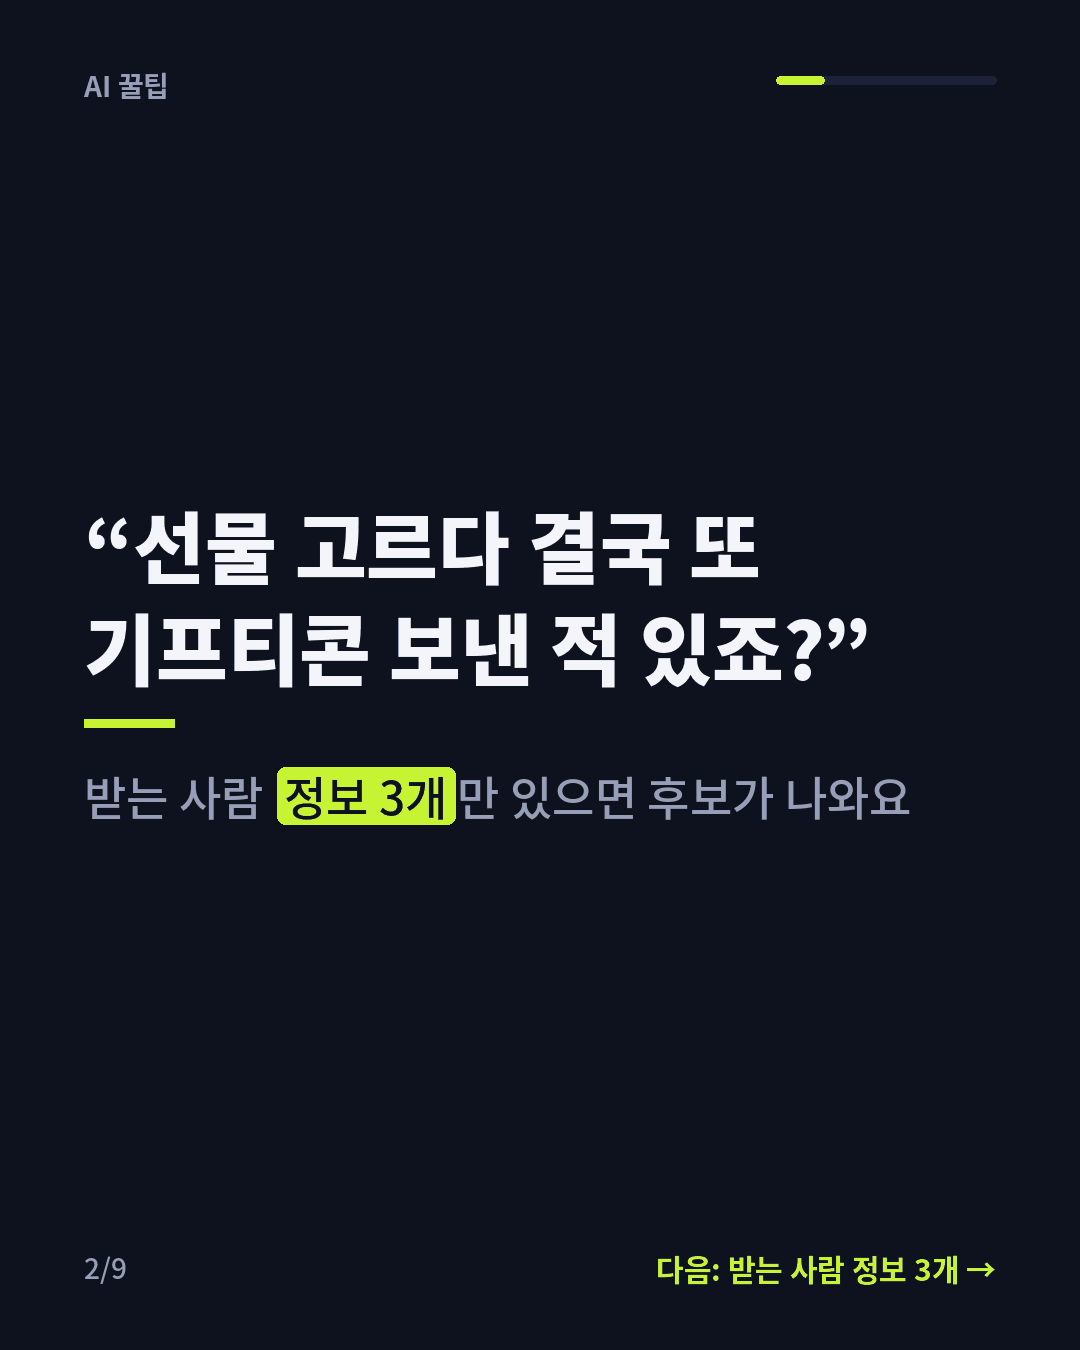 AI 꿀팁
“선물 고르다 결국 또
기프티콘 보낸 적 있죠?”
받는 사람 정보 3개만 있으면 후보가 나와요
2/9
다음: 받는 사람 정보 3개 →